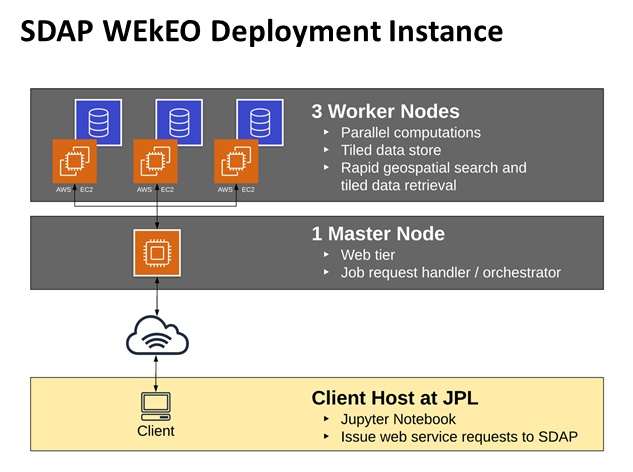 SDAP WEkEO Deployment Instance
3 Worker Nodes
Parallel computations
Tiled data store
Rapid geospatial search and
tiled data retrieval
AWS EC2 AWS EC2 AWS EC2
1 Master Node
Web tier
Job request handler / orchestrator
Client Host at JPL
Jupyter Notebook
Issue web service requests to SDAP
Client